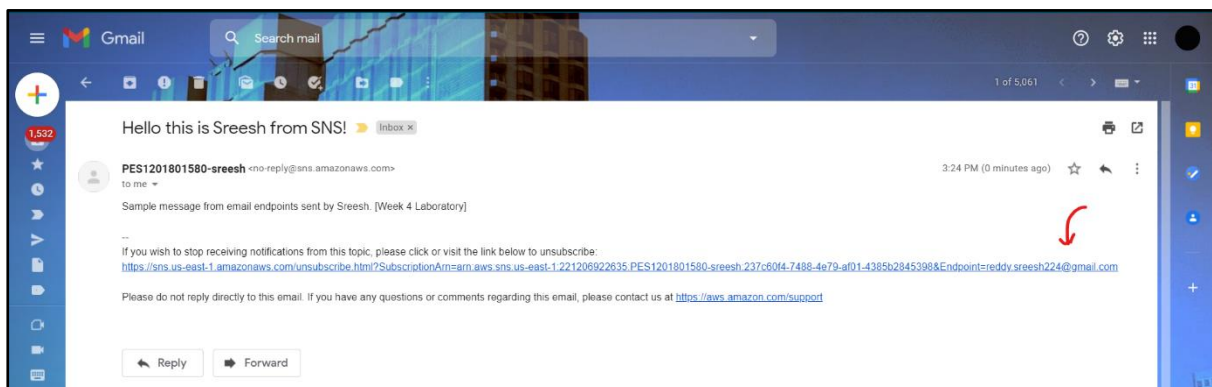 Gmail
Search mail
1 of 5,061
31
1,532
Hello this is Sreesh from SNS! Inbox ×
PES1201801580-sreesh <no-reply@sns.amazonaws.com>
3:24 PM (0 minutes ago)
to me
Sample message from email endpoints sent by Sreesh. [Week 4 Laboratory]
--
If you wish to stop receiving notifications from this topic, please click or visit the link below to unsubscribe:
https://sns.us-east-1.amazonaws.com/unsubscribe.html?SubscriptionArn=arn:aws:sns:us-east-1:221206922635:PES1201801580-sreesh:237c60f4-7488-4e79-af01-4385b2845398&Endpoint=reddy.sreesh224@gmail.com
Please do not reply directly to this email. If you have any questions or comments regarding this email, please contact us at https://aws.amazon.com/support
Reply
Forward